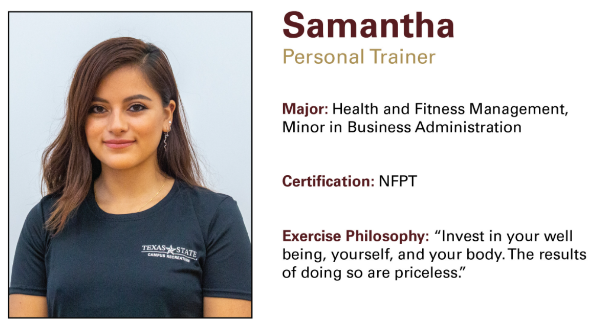 Samantha
Personal Trainer
Major: Health and Fitness Management,
Minor in Business Administration
Certification: NFPT
Exercise Philosophy: “Invest in your well
being, yourself, and your body. The results
of doing so are priceless.”
TEXAS STATE
CAMPUS RECREATION